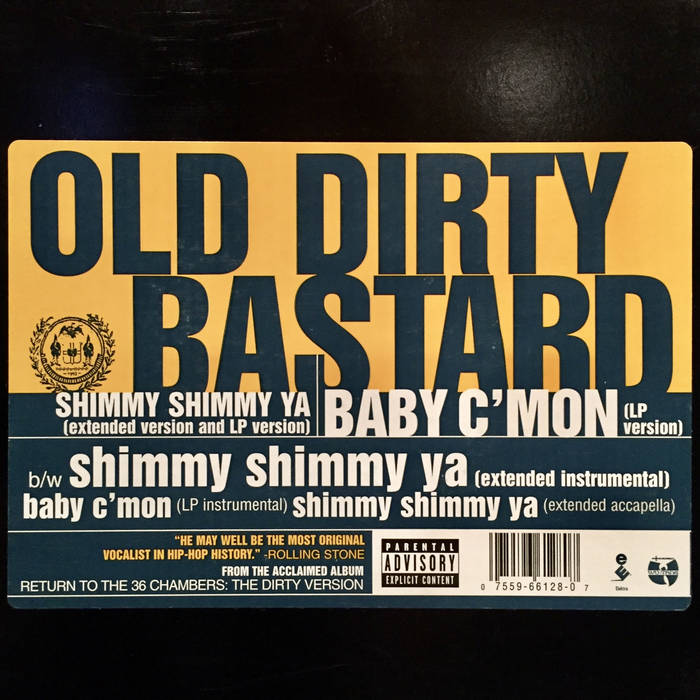 OLD DIRTY
BASTARD
SHIMMY SHIMMY YA
(extended version and LP version)
BABY C'MON (LP version)
b/w shimmy shimmy ya (extended instrumental)
baby c'mon (LP instrumental) shimmy shimmy ya (extended accapella)
"HE MAY WELL BE THE MOST ORIGINAL
VOCALIST IN HIP-HOP HISTORY." -ROLLING STONE
FROM THE ACCLAIMED ALBUM
RETURN TO THE 36 CHAMBERS: THE DIRTY VERSION
PARENTAL
ADVISORY
EXPLICIT CONTENT
0 7559-66128-0 7